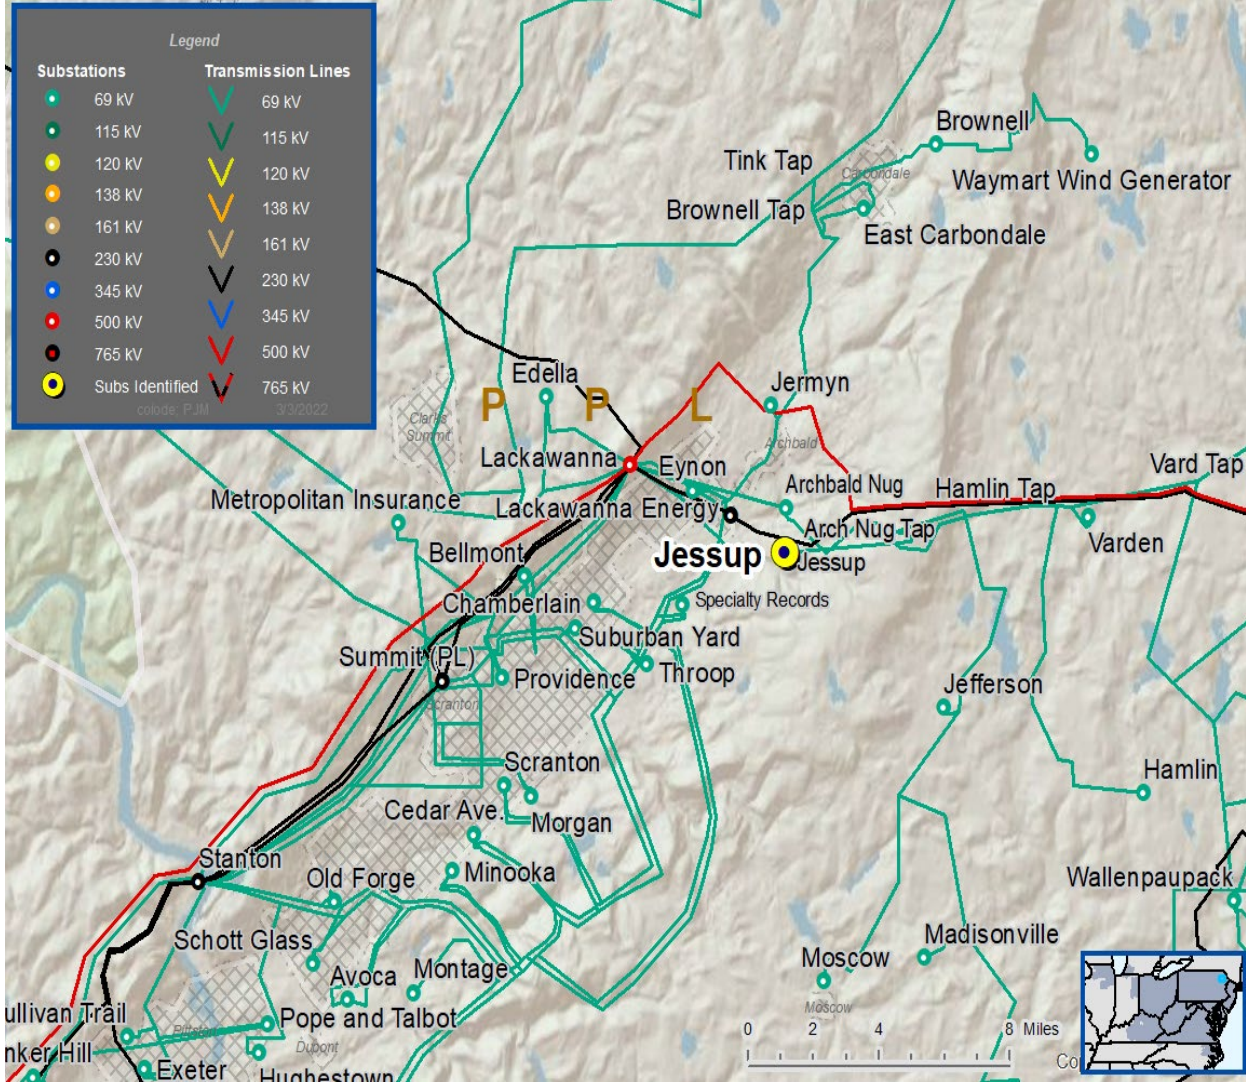 Legend
Substations
Transmission Lines
69 kV
69 kV
115 kV
115 kV
120 kV
120 kV
138 kV
138 kV
161 kV
161 kV
230 kV
230 kV
345 kV
345 kV
500 kV
500 kV
765 kV
765 kV
Subs Identified
colode; PJM
3/3/2022
Brownell
Tink Tap
Carbondale
Waymart Wind Generator
Brownell Tap
East Carbondale
Edella
Jermyn
P P L
Clarks
Summit
Archbald
Lackawanna
Eynon
Vard Tap
Archbald Nug
Hamlin Tap
Metropolitan Insurance
Lackawanna Energy
Arch Nug Tap
Varden
Bellmont
Jessup
Jessup
Chamberlain
Specialty Records
Suburban Yard
Summit (PL)
Providence
Throop
Scranton
Jefferson
Scranton
Hamlin
Cedar Ave.
Morgan
Stanton
Minooka
Old Forge
Wallenpaupack
Schott Glass
Madisonville
Moscow
Avoca
Montage
Moscow
ullivan Trail
Pittston
Pope and Talbot
0 2 4 8 Miles
Dupont
nker Hill
Exeter
Hughestown
Co